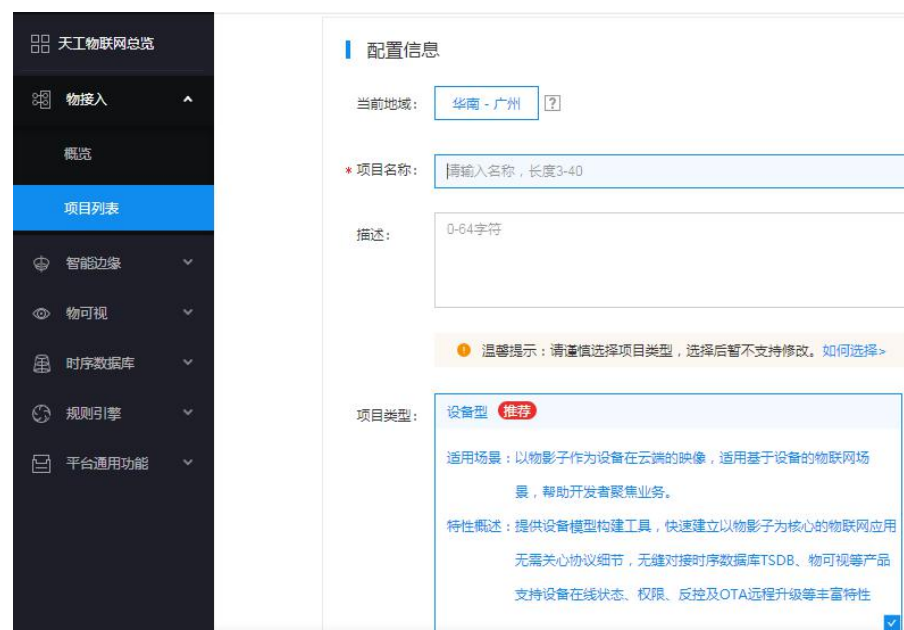 天工物联网总览
物接入
概览
项目列表
智能边缘
物可视
时序数据库
规则引擎
平台通用功能
配置信息
当前地域： 华南 - 广州 ?
* 项目名称： 请输入名称，长度3-40
描述： 0-64字符
温馨提示：请谨慎选择项目类型，选择后暂不支持修改。如何选择>
项目类型： 设备型 推荐
适用场景：以物影子作为设备在云端的映像，适用基于设备的物联网场
景，帮助开发者聚焦业务。
特性概述：提供设备模型构建工具，快速建立以物影子为核心的物联网应用
无需关心协议细节，无缝对接时序数据库TSDB、物可视等产品
支持设备在线状态、权限、反控及OTA远程升级等丰富特性